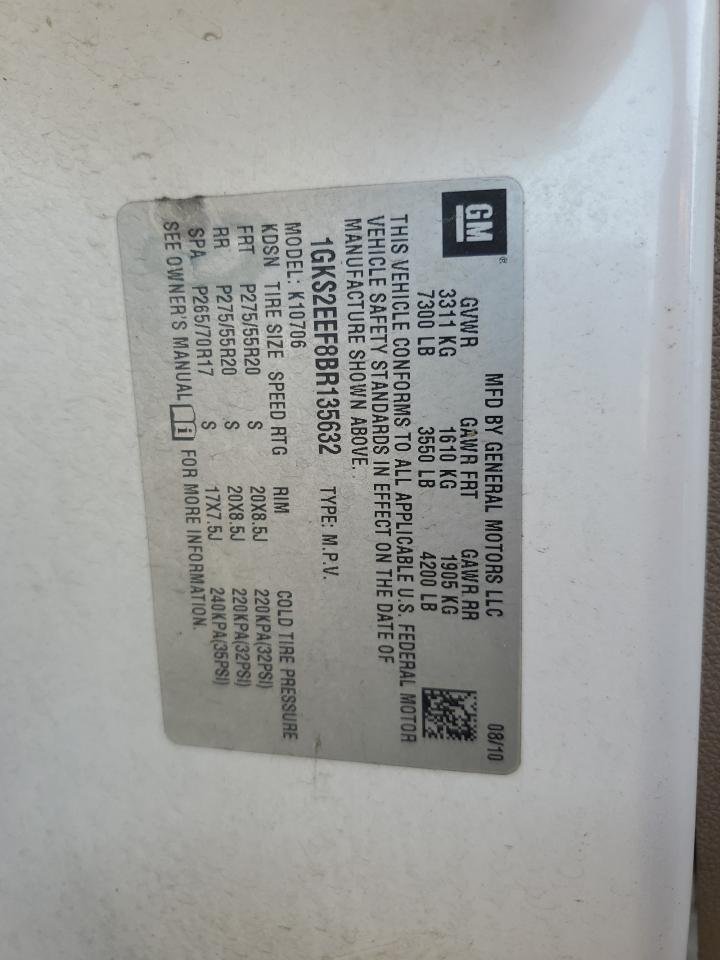 GM®
MFD BY GENERAL MOTORS LLC 08/10
GVWR GAWR FRT GAWR RR
3311 KG 1610 KG 1905 KG
7300 LB 3550 LB 4200 LB
THIS VEHICLE CONFORMS TO ALL APPLICABLE U.S. FEDERAL MOTOR
VEHICLE SAFETY STANDARDS IN EFFECT ON THE DATE OF
MANUFACTURE SHOWN ABOVE.
1GKS2EEF8BR135632 TYPE: M.P.V.
MODEL: K10706
KDSN TIRE SIZE SPEED RTG RIM COLD TIRE PRESSURE
FRT P275/55R20 S 20X8.5J 220KPA(32PSI)
RR P275/55R20 S 20X8.5J 220KPA(32PSI)
SPA P265/70R17 S 17X7.5J 240KPA(35PSI)
SEE OWNER'S MANUAL i FOR MORE INFORMATION.